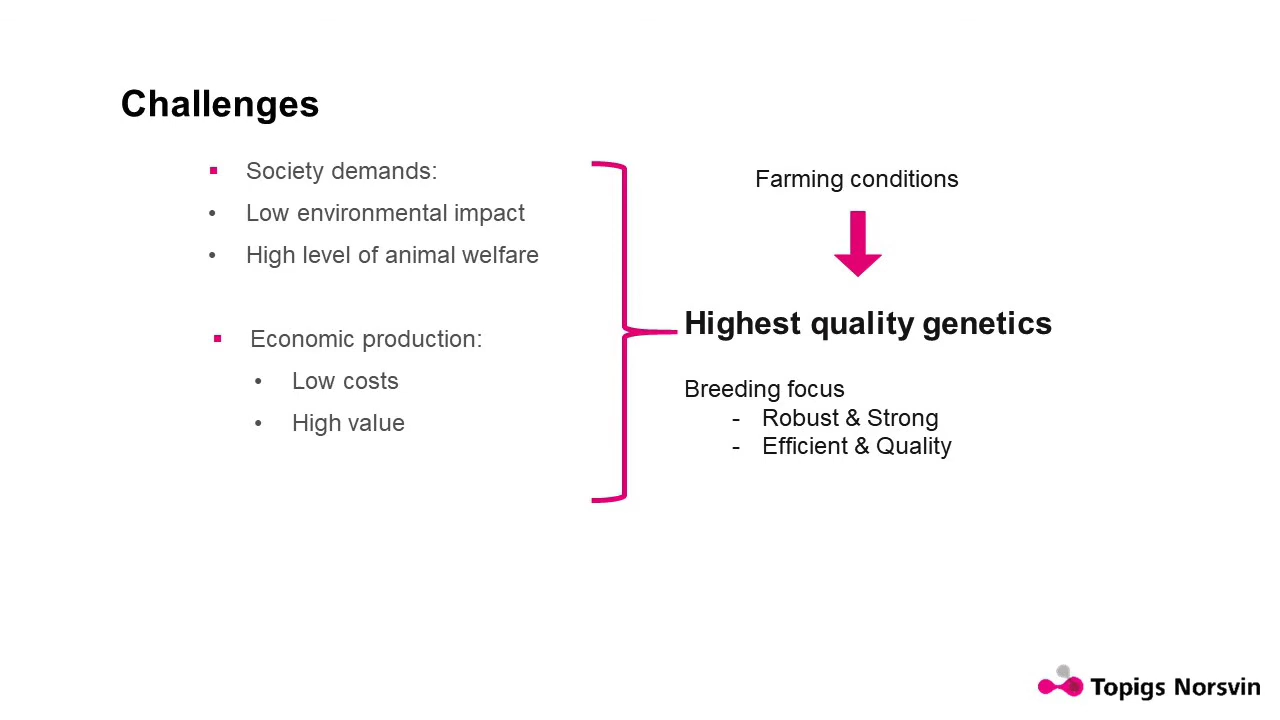 Challenges
▪ Society demands:
• Low environmental impact
• High level of animal welfare
▪ Economic production:
• Low costs
• High value
Farming conditions
Highest quality genetics
Breeding focus
- Robust & Strong
- Efficient & Quality
Topigs Norsvin